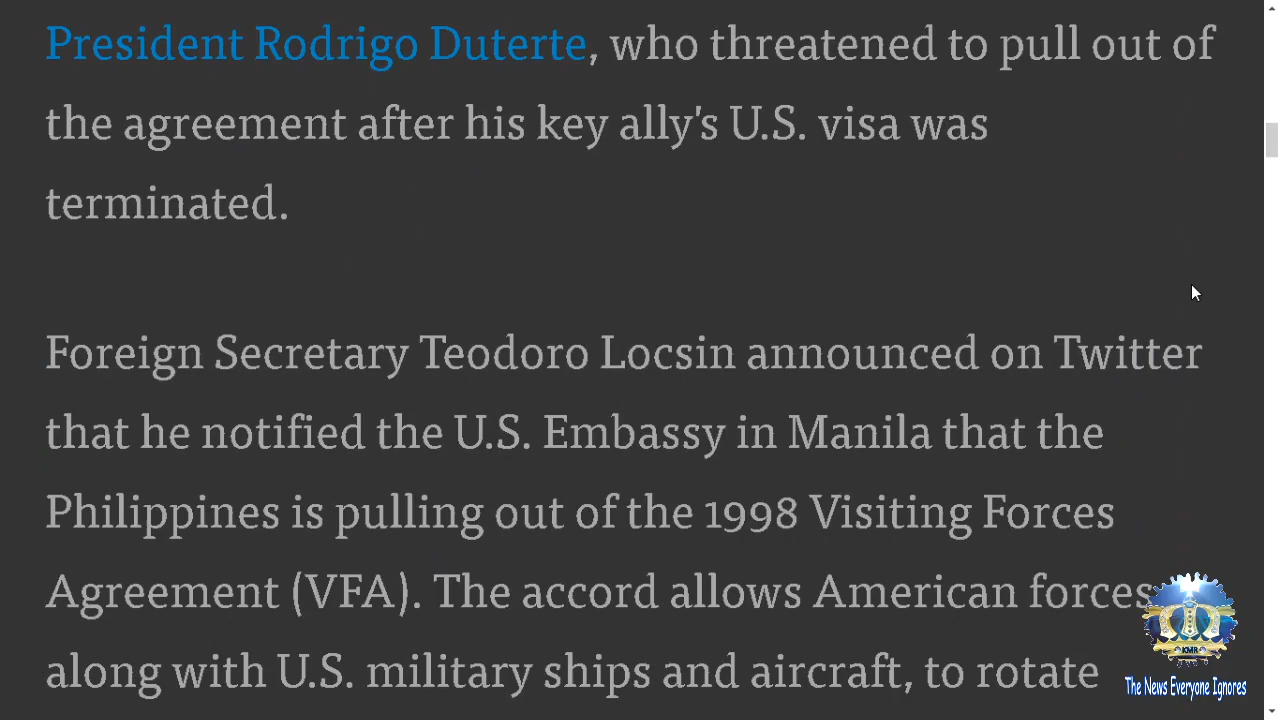 President Rodrigo Duterte, who threatened to pull out of
the agreement after his key ally's U.S. visa was
terminated.
Foreign Secretary Teodoro Locsin announced on Twitter
that he notified the U.S. Embassy in Manila that the
Philippines is pulling out of the 1998 Visiting Forces
Agreement (VFA). The accord allows American forces
along with U.S. military ships and aircraft, to rotate
KMR
The News Everyone Ignores